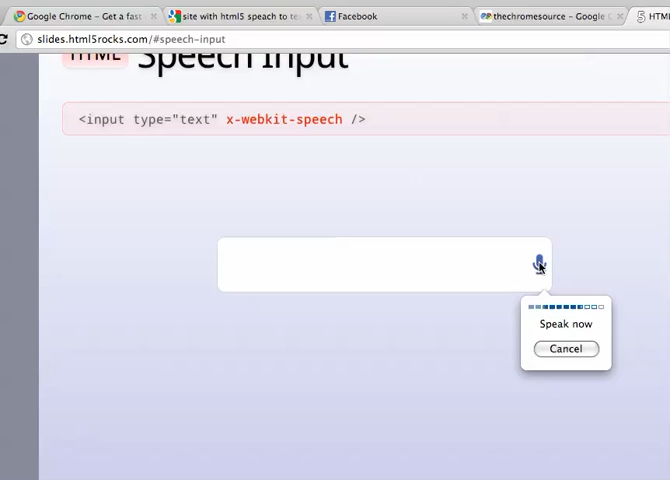 Google Chrome - Get a fast
site with html5 speach to te
Facebook
thechromesource - Google C
HTML
slides.html5rocks.com/#speech-input
HTML Speech Input
<input type="text" x-webkit-speech />
Speak now
Cancel